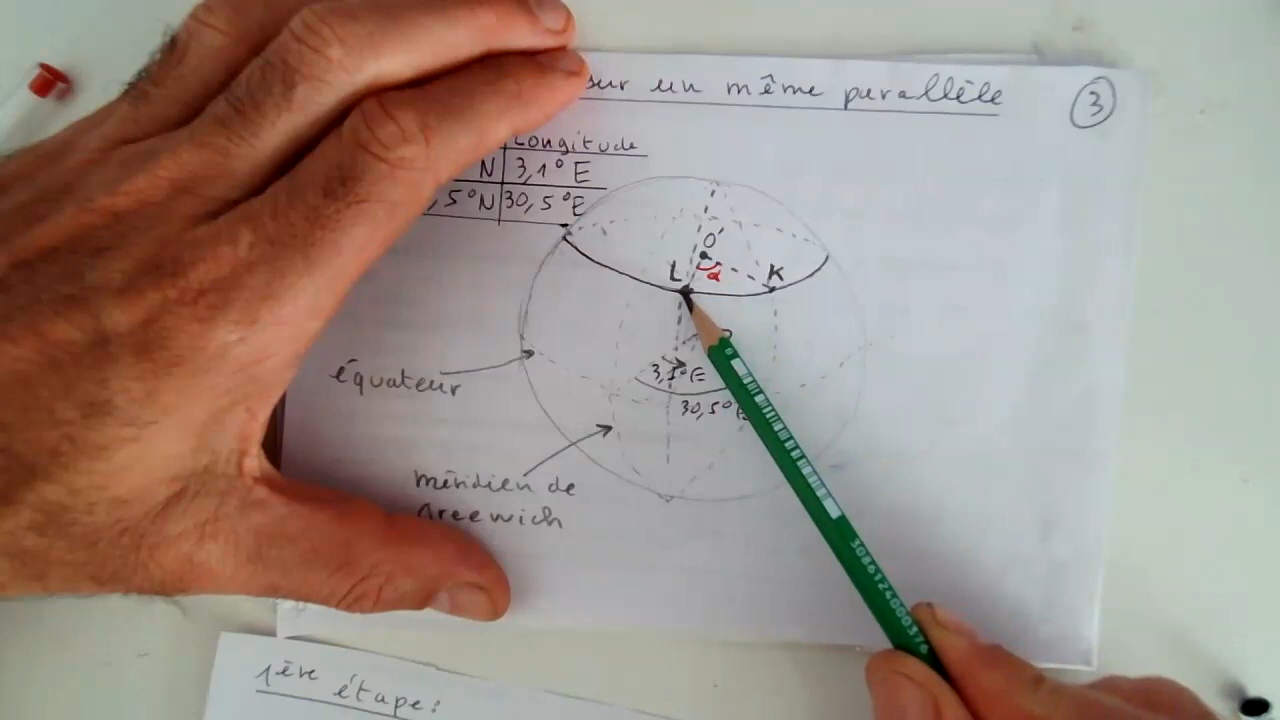 sur un même parallèle
3
Longitude
N 3,1° E
,5°N 30,5°E
O'
L α K
équateur
3,1°E
30,5°E
méridien de
Greewich
3086124000376
1ère étape: